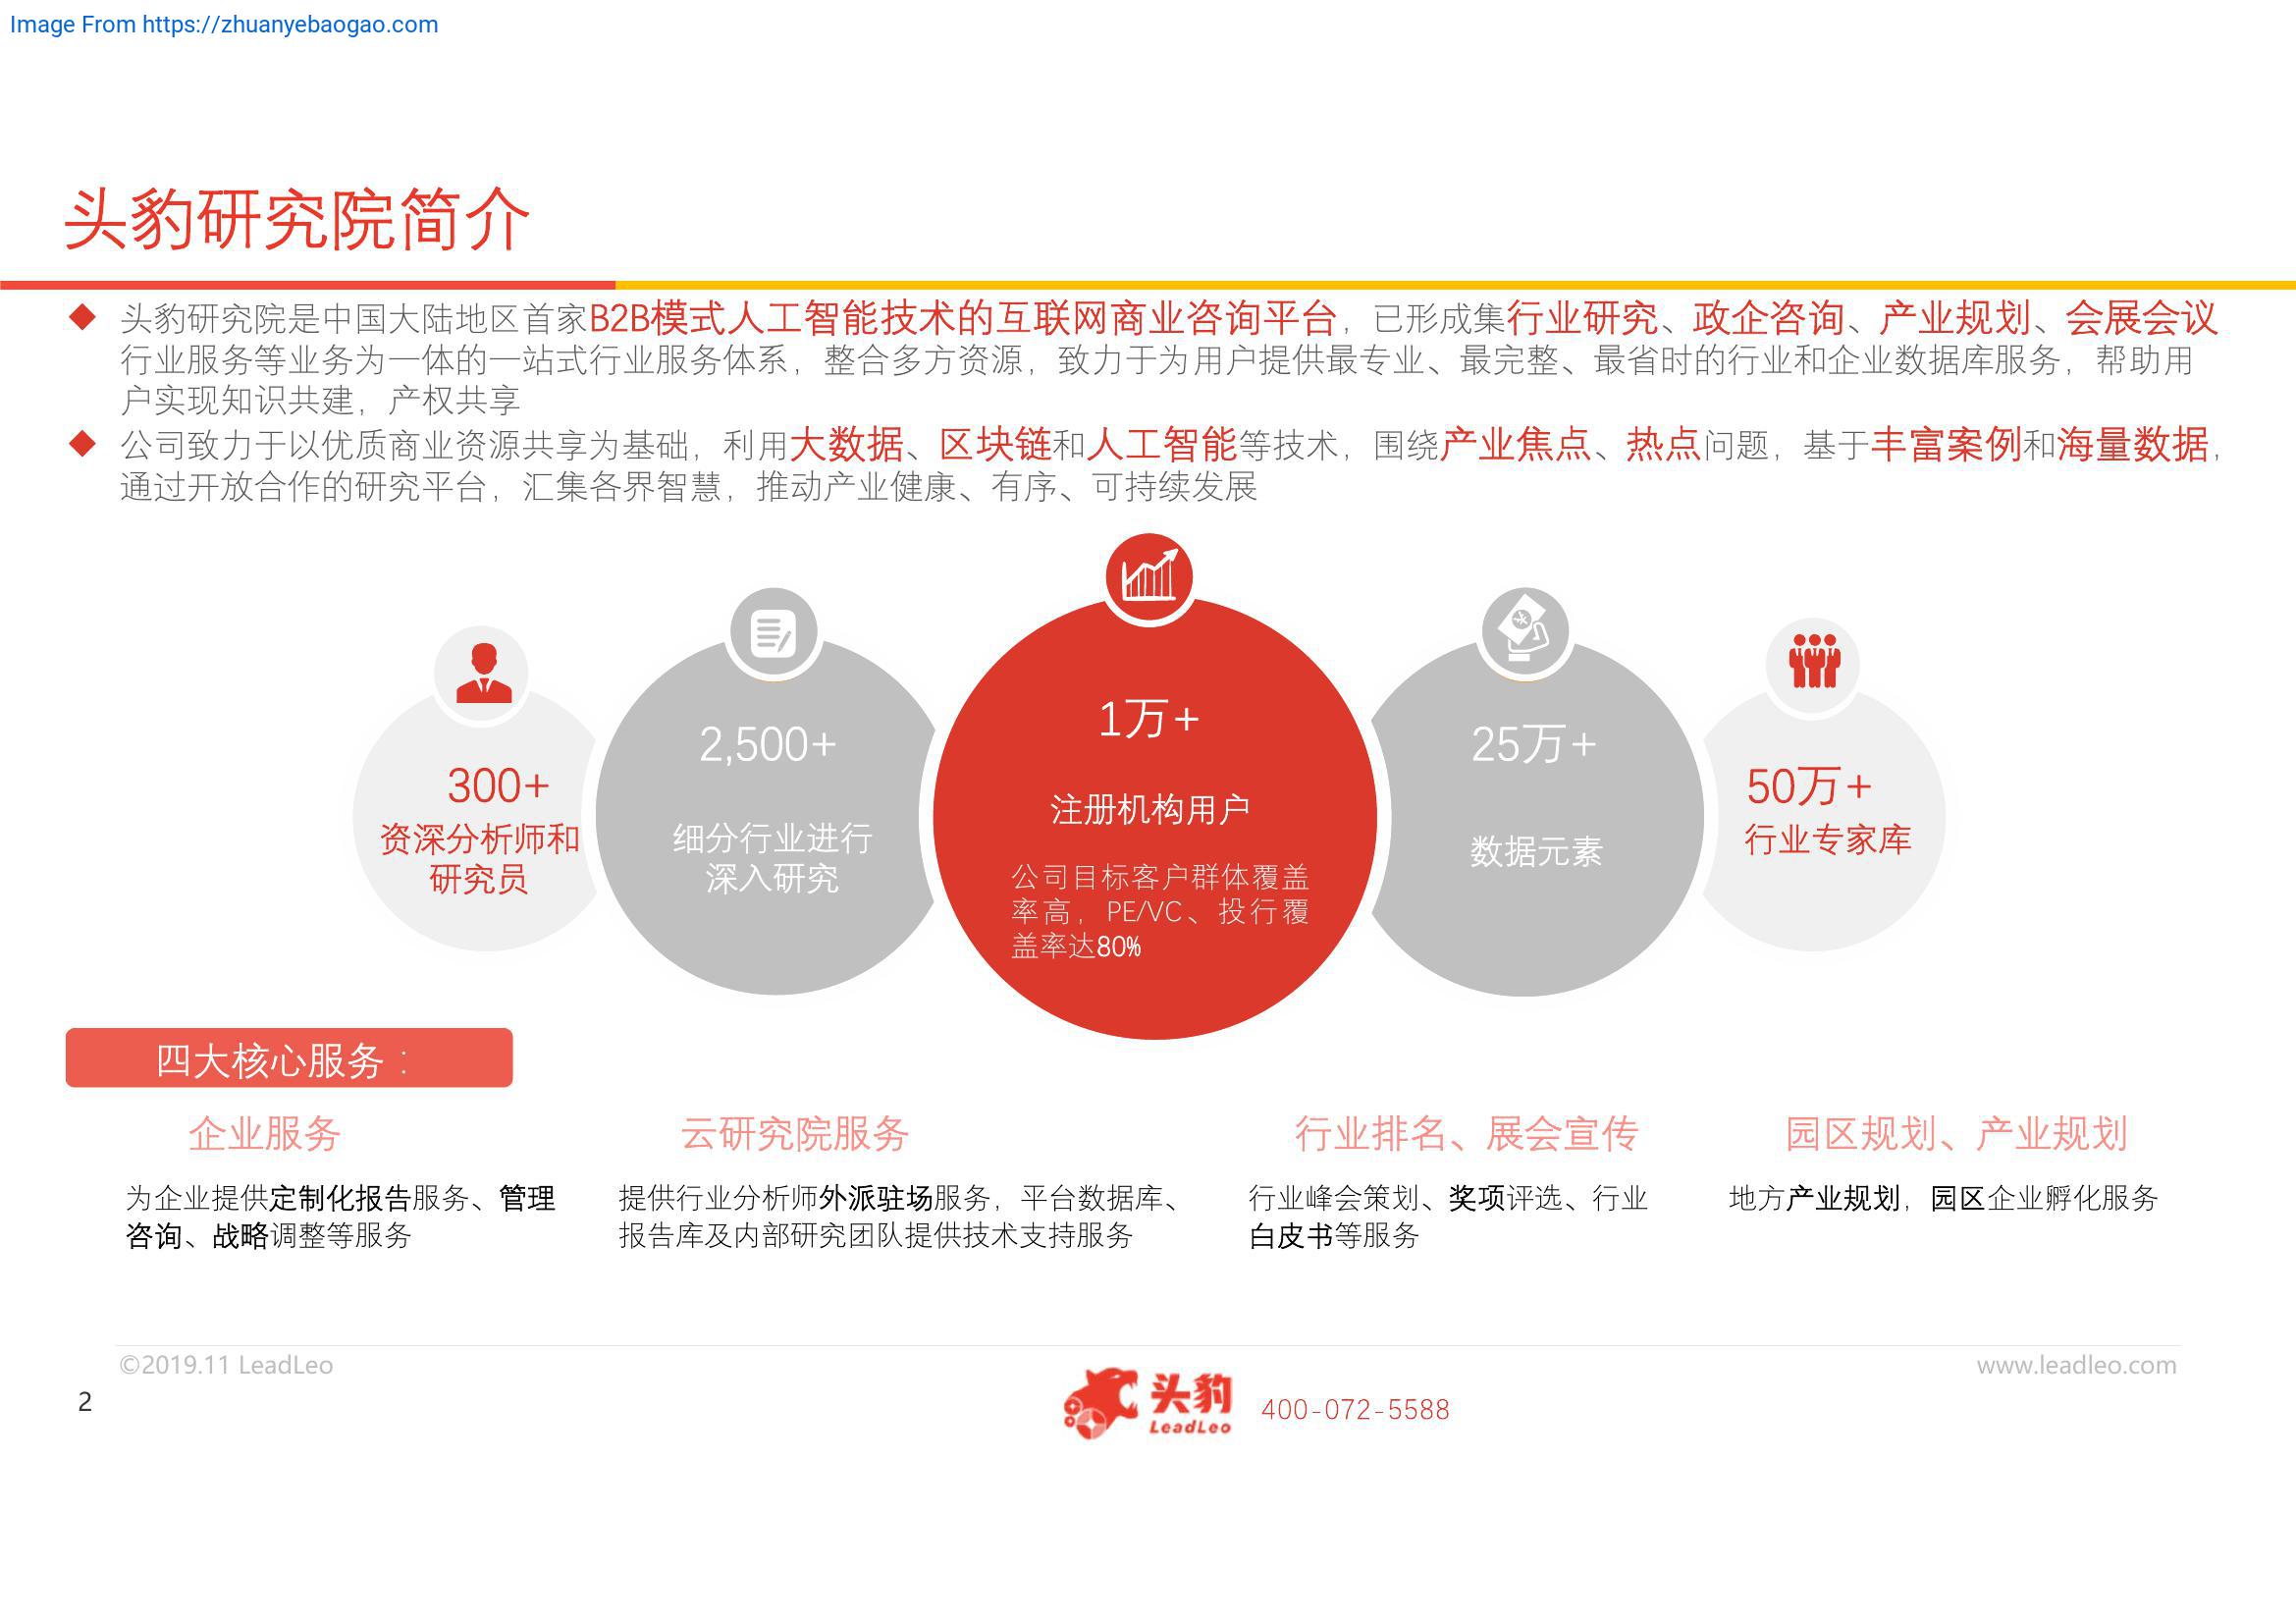 Image From https://zhuanyebaogao.com
头豹研究院简介
头豹研究院是中国大陆地区首家B2B模式人工智能技术的互联网商业咨询平台，已形成集行业研究、政企咨询、产业规划、会展会议
行业服务等业务为一体的一站式行业服务体系，整合多方资源，致力于为用户提供最专业、最完整、最省时的行业和企业数据库服务，帮助用
户实现知识共建，产权共享
公司致力于以优质商业资源共享为基础，利用大数据、区块链和人工智能等技术，围绕产业焦点、热点问题，基于丰富案例和海量数据，
通过开放合作的研究平台，汇集各界智慧，推动产业健康、有序、可持续发展
300+
资深分析师和
研究员
2,500+
细分行业进行
深入研究
1万+
注册机构用户
公司目标客户群体覆盖
率高，PE/VC、投行覆
盖率达80%
25万+
数据元素
50万+
行业专家库
四大核心服务：
企业服务
为企业提供定制化报告服务、管理
咨询、战略调整等服务
云研究院服务
提供行业分析师外派驻场服务，平台数据库、
报告库及内部研究团队提供技术支持服务
行业排名、展会宣传
行业峰会策划、奖项评选、行业
白皮书等服务
园区规划、产业规划
地方产业规划，园区企业孵化服务
©2019.11 LeadLeo
www.leadleo.com
2
头豹
LeadLeo
400-072-5588